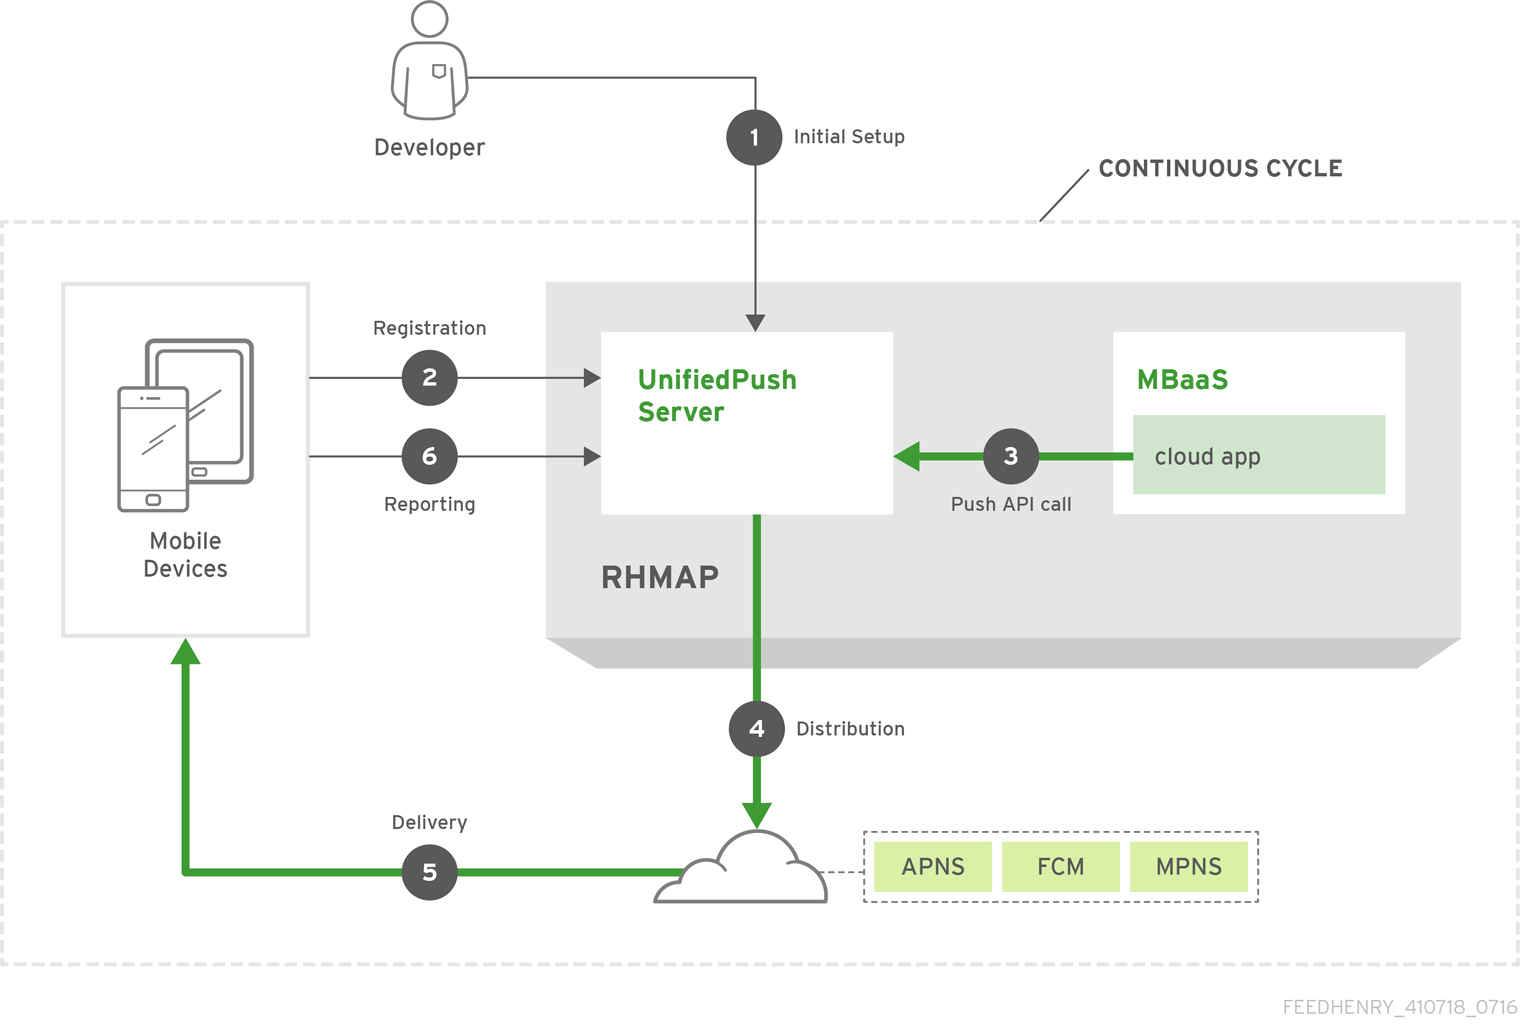 Developer
1
Initial Setup
CONTINUOUS CYCLE
Registration
2
6
Reporting
Mobile
Devices
UnifiedPush
Server
3
Push API call
MBaaS
cloud app
RHMAP
4
Distribution
Delivery
5
APNS
FCM
MPNS
FEEDHENRY_410718_0716